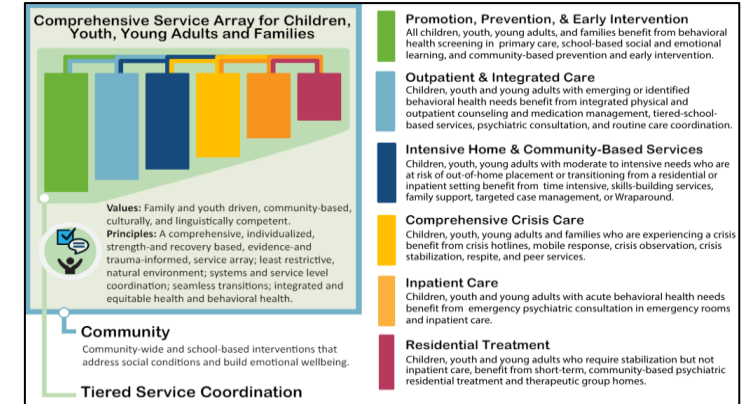 Comprehensive Service Array for Children,
Youth, Young Adults and Families
Values: Family and youth driven, community-based,
culturally, and linguistically competent.
Principles: A comprehensive, individualized,
strength-and recovery based, evidence-and
trauma-informed, service array; least restrictive,
natural environment; systems and service level
coordination; seamless transitions; integrated and
equitable health and behavioral health.
Community
Community-wide and school-based interventions that
address social conditions and build emotional wellbeing.
Tiered Service Coordination
Promotion, Prevention, & Early Intervention
All children, youth, young adults, and families benefit from behavioral
health screening in primary care, school-based social and emotional
learning, and community-based prevention and early intervention.
Outpatient & Integrated Care
Children, youth and young adults with emerging or identified
behavioral health needs benefit from integrated physical and
outpatient counseling and medication management, tiered-school-
based services, psychiatric consultation, and routine care coordination.
Intensive Home & Community-Based Services
Children, youth, young adults with moderate to intensive needs who are
at risk of out-of-home placement or transitioning from a residential or
inpatient setting benefit from time intensive, skills-building services,
family support, targeted case management, or Wraparound.
Comprehensive Crisis Care
Children, youth, young adults and families who are experiencing a crisis
benefit from crisis hotlines, mobile response, crisis observation, crisis
stabilization, respite, and peer services.
Inpatient Care
Children, youth and young adults with acute behavioral health needs
benefit from emergency psychiatric consultation in emergency rooms
and inpatient care.
Residential Treatment
Children, youth and young adults who require stabilization but not
inpatient care, benefit from short-term, community-based psychiatric
residential treatment and therapeutic group homes.